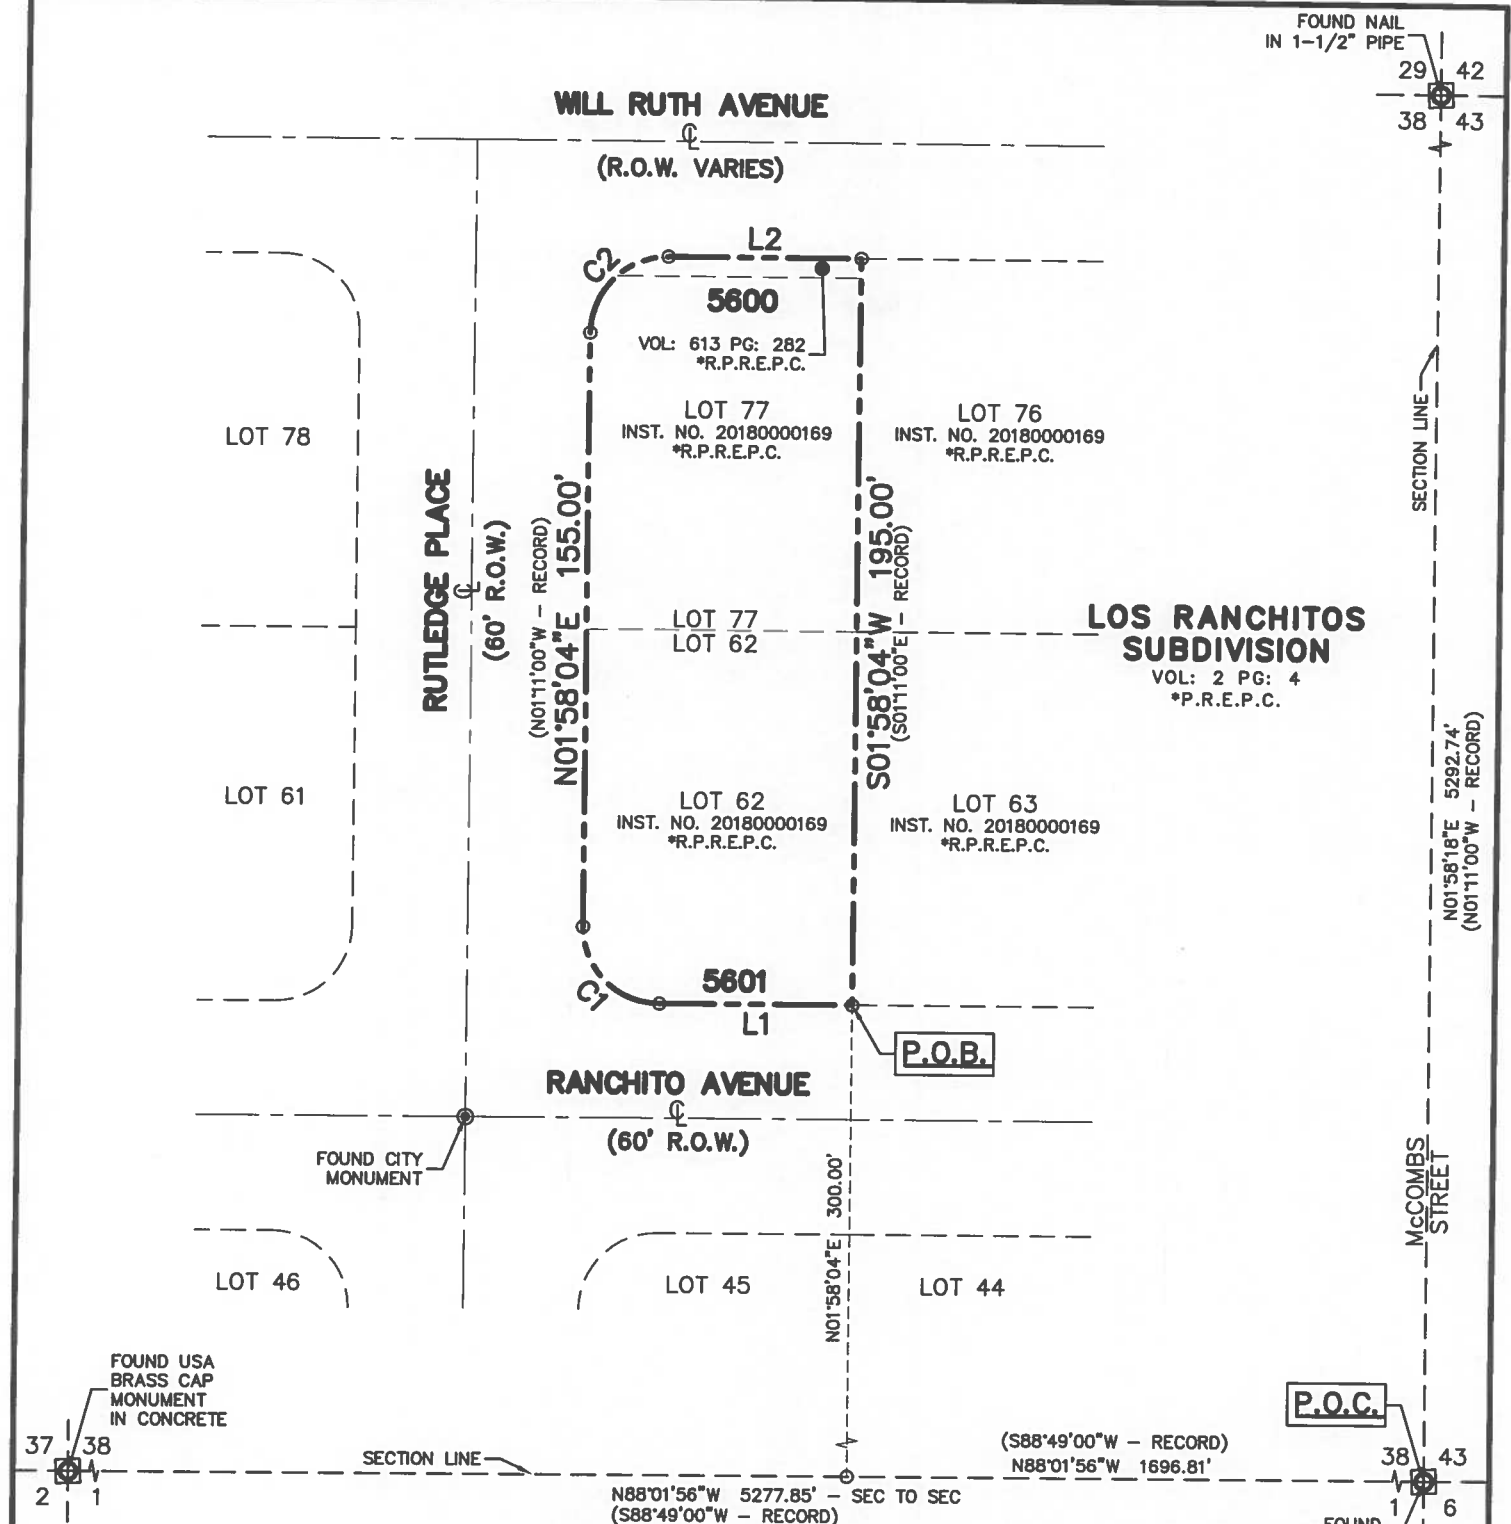 FOUND NAIL
IN 1-1/2" PIPE
29 42
38 43
WILL RUTH AVENUE
℄
(R.O.W. VARIES)
L2
C2
5600
VOL: 613 PG: 282
*R.P.R.E.P.C.
LOT 77
INST. NO. 20180000169
*R.P.R.E.P.C.
LOT 76
INST. NO. 20180000169
*R.P.R.E.P.C.
LOT 78
SECTION LINE
RUTLEDGE PLACE
℄
(60' R.O.W.)
(N01°11'00"W - RECORD)
N01°58'04"E 155.00'
S01°58'04"W 195.00'
(S01°11'00"E - RECORD)
LOT 77
LOT 62
LOS RANCHITOS
SUBDIVISION
VOL: 2 PG: 4
*P.R.E.P.C.
N01°58'18"E 5292.74'
(N01°11'00"W - RECORD)
LOT 61
LOT 62
INST. NO. 20180000169
*R.P.R.E.P.C.
LOT 63
INST. NO. 20180000169
*R.P.R.E.P.C.
C1
5601
L1
P.O.B.
RANCHITO AVENUE
℄
(60' R.O.W.)
FOUND CITY
MONUMENT
N01°58'04"E 300.00'
McCOMBS
STREET
LOT 46
LOT 45
LOT 44
FOUND USA
BRASS CAP
MONUMENT
IN CONCRETE
P.O.C.
37 38
2 1
SECTION LINE
(S88°49'00"W - RECORD)
N88°01'56"W 1696.81'
38 43
1 6
N88°01'56"W 5277.85' - SEC TO SEC
(S88°49'00"W - RECORD)
FOUND